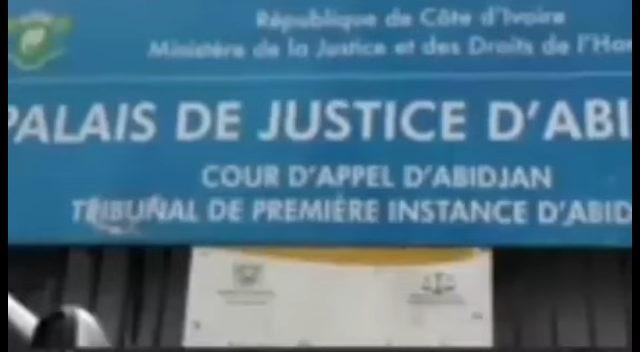 République de Côte d'Ivoire
Ministère de la Justice et des Droits de l'Ho
PALAIS DE JUSTICE D'ABI
COUR D'APPEL D'ABIDJAN
TRIBUNAL DE PREMIÈRE INSTANCE D'ABID